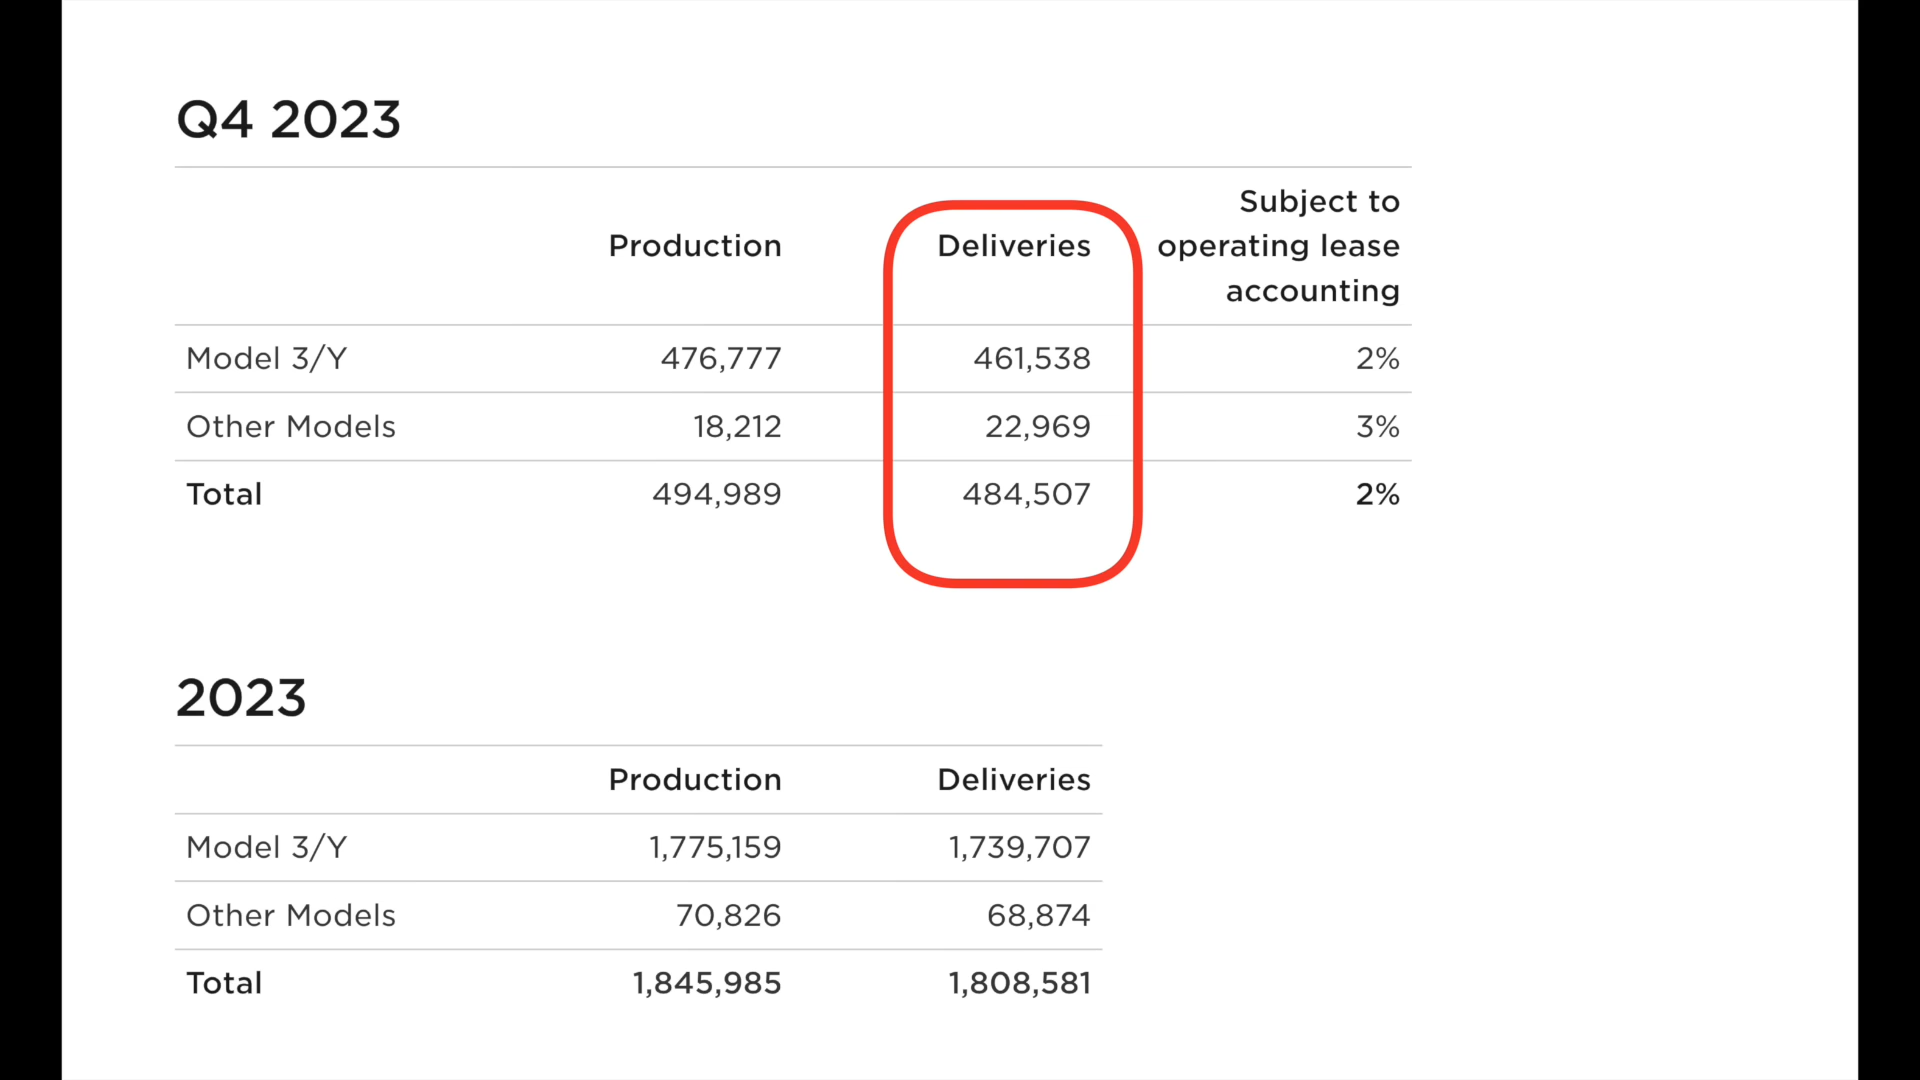 Q4 2023
Production Deliveries Subject to operating lease accounting
Model 3/Y 476,777 461,538 2%
Other Models 18,212 22,969 3%
Total 494,989 484,507 2%
2023
Production Deliveries
Model 3/Y 1,775,159 1,739,707
Other Models 70,826 68,874
Total 1,845,985 1,808,581